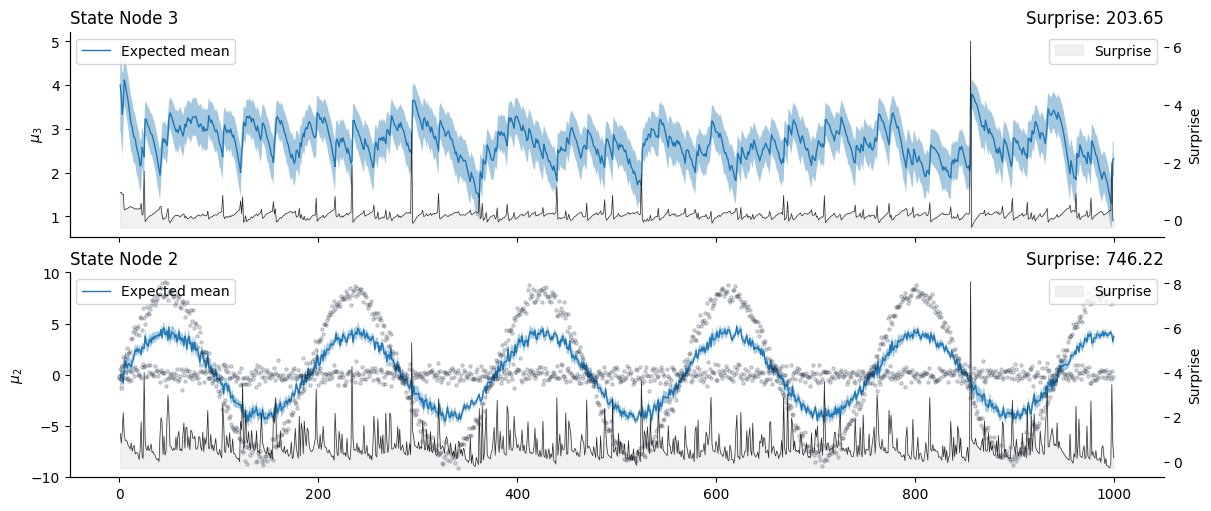 State Node 3
Surprise: 203.65
Expected mean
Surprise
5
4
3
2
1
μ3
6
4
2
0
Surprise
State Node 2
Surprise: 746.22
Expected mean
Surprise
10
5
0
−5
−10
μ2
8
6
4
2
0
Surprise
0
200
400
600
800
1000